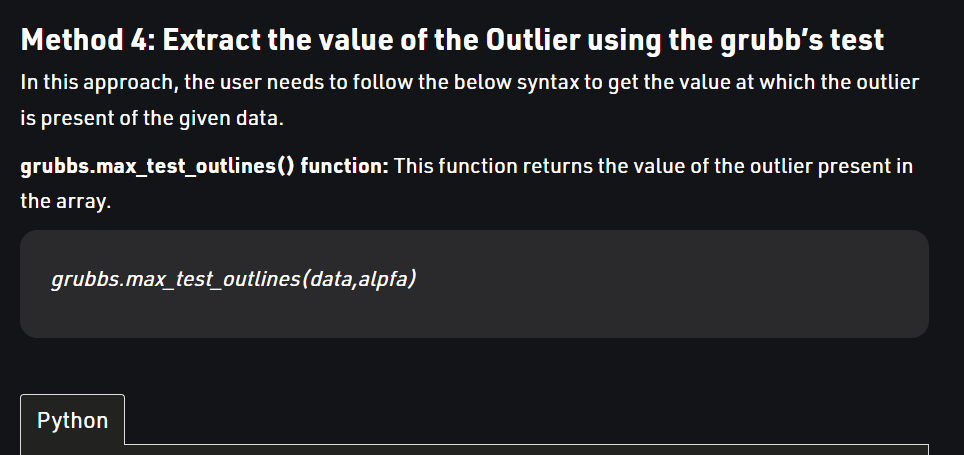 Method 4: Extract the value of the Outlier using the grubb's test
In this approach, the user needs to follow the below syntax to get the value at which the outlier
is present of the given data.
grubbs.max_test_outlines() function: This function returns the value of the outlier present in
the array.
grubbs.max_test_outlines(data,alpfa)
Python